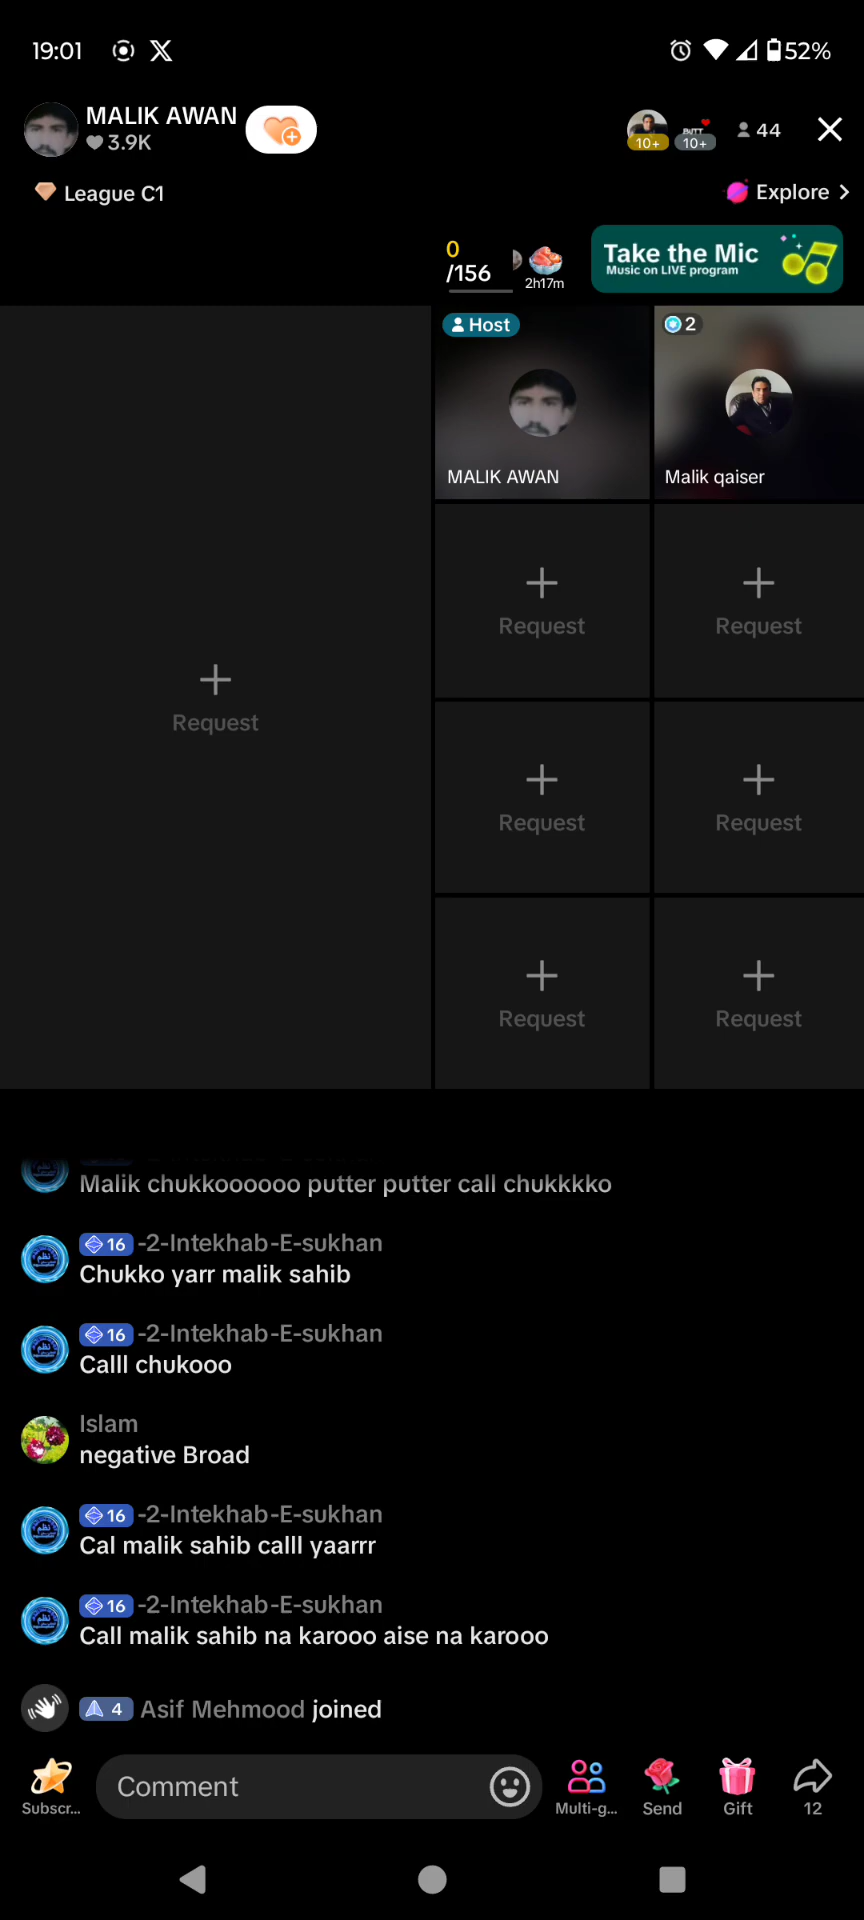 19:01
52%
MALIK AWAN
3.9K
10+
10+
44
League C1
Explore
0
/156
2h17m
Take the Mic
Music on LIVE program
Host
2
MALIK AWAN
Malik qaiser
Request
Request
Request
Request
Request
Request
Request
Malik chukkoooooo putter putter call chukkkko
16 -2-Intekhab-E-sukhan
Chukko yarr malik sahib
16 -2-Intekhab-E-sukhan
Calll chukooo
Islam
negative Broad
16 -2-Intekhab-E-sukhan
Cal malik sahib calll yaarrr
16 -2-Intekhab-E-sukhan
Call malik sahib na karooo aise na karooo
4 Asif Mehmood joined
Subscr...
Comment
Multi-g...
Send
Gift
12